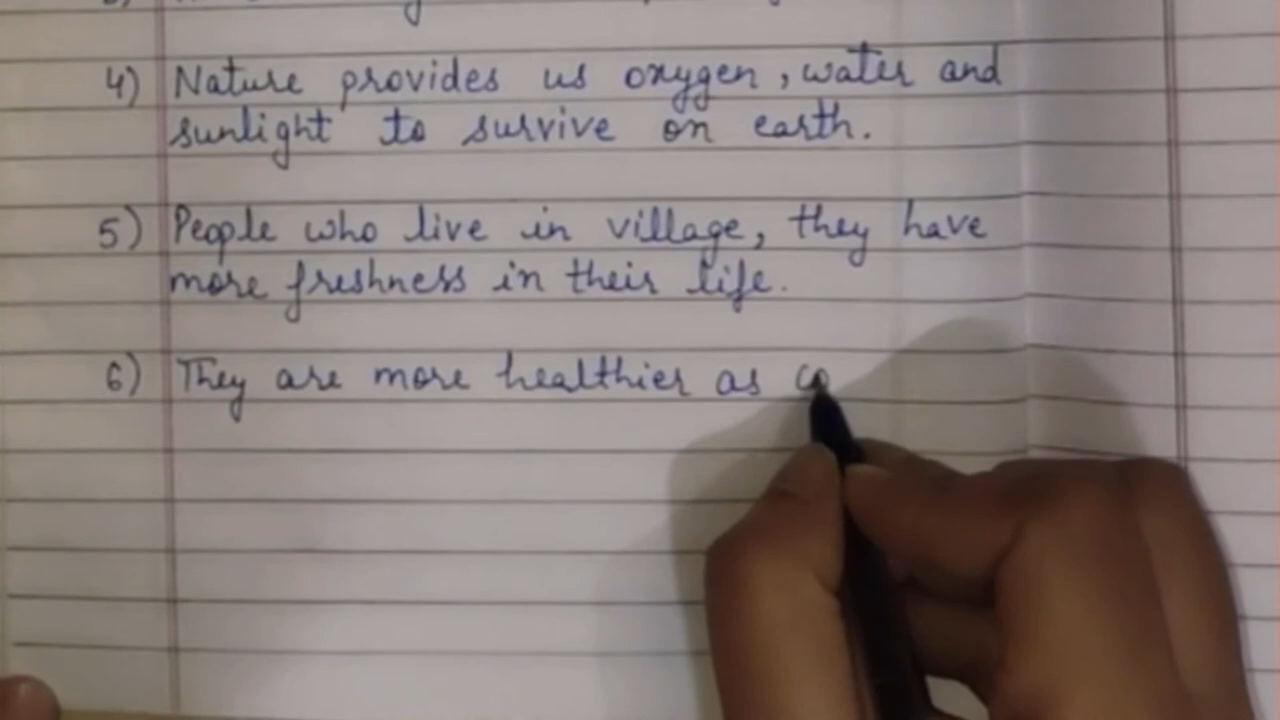 4) Nature provides us oxygen, water and
sunlight to survive on earth.
5) People who live in village, they have
more freshness in their life.
6) They are more healthier as co